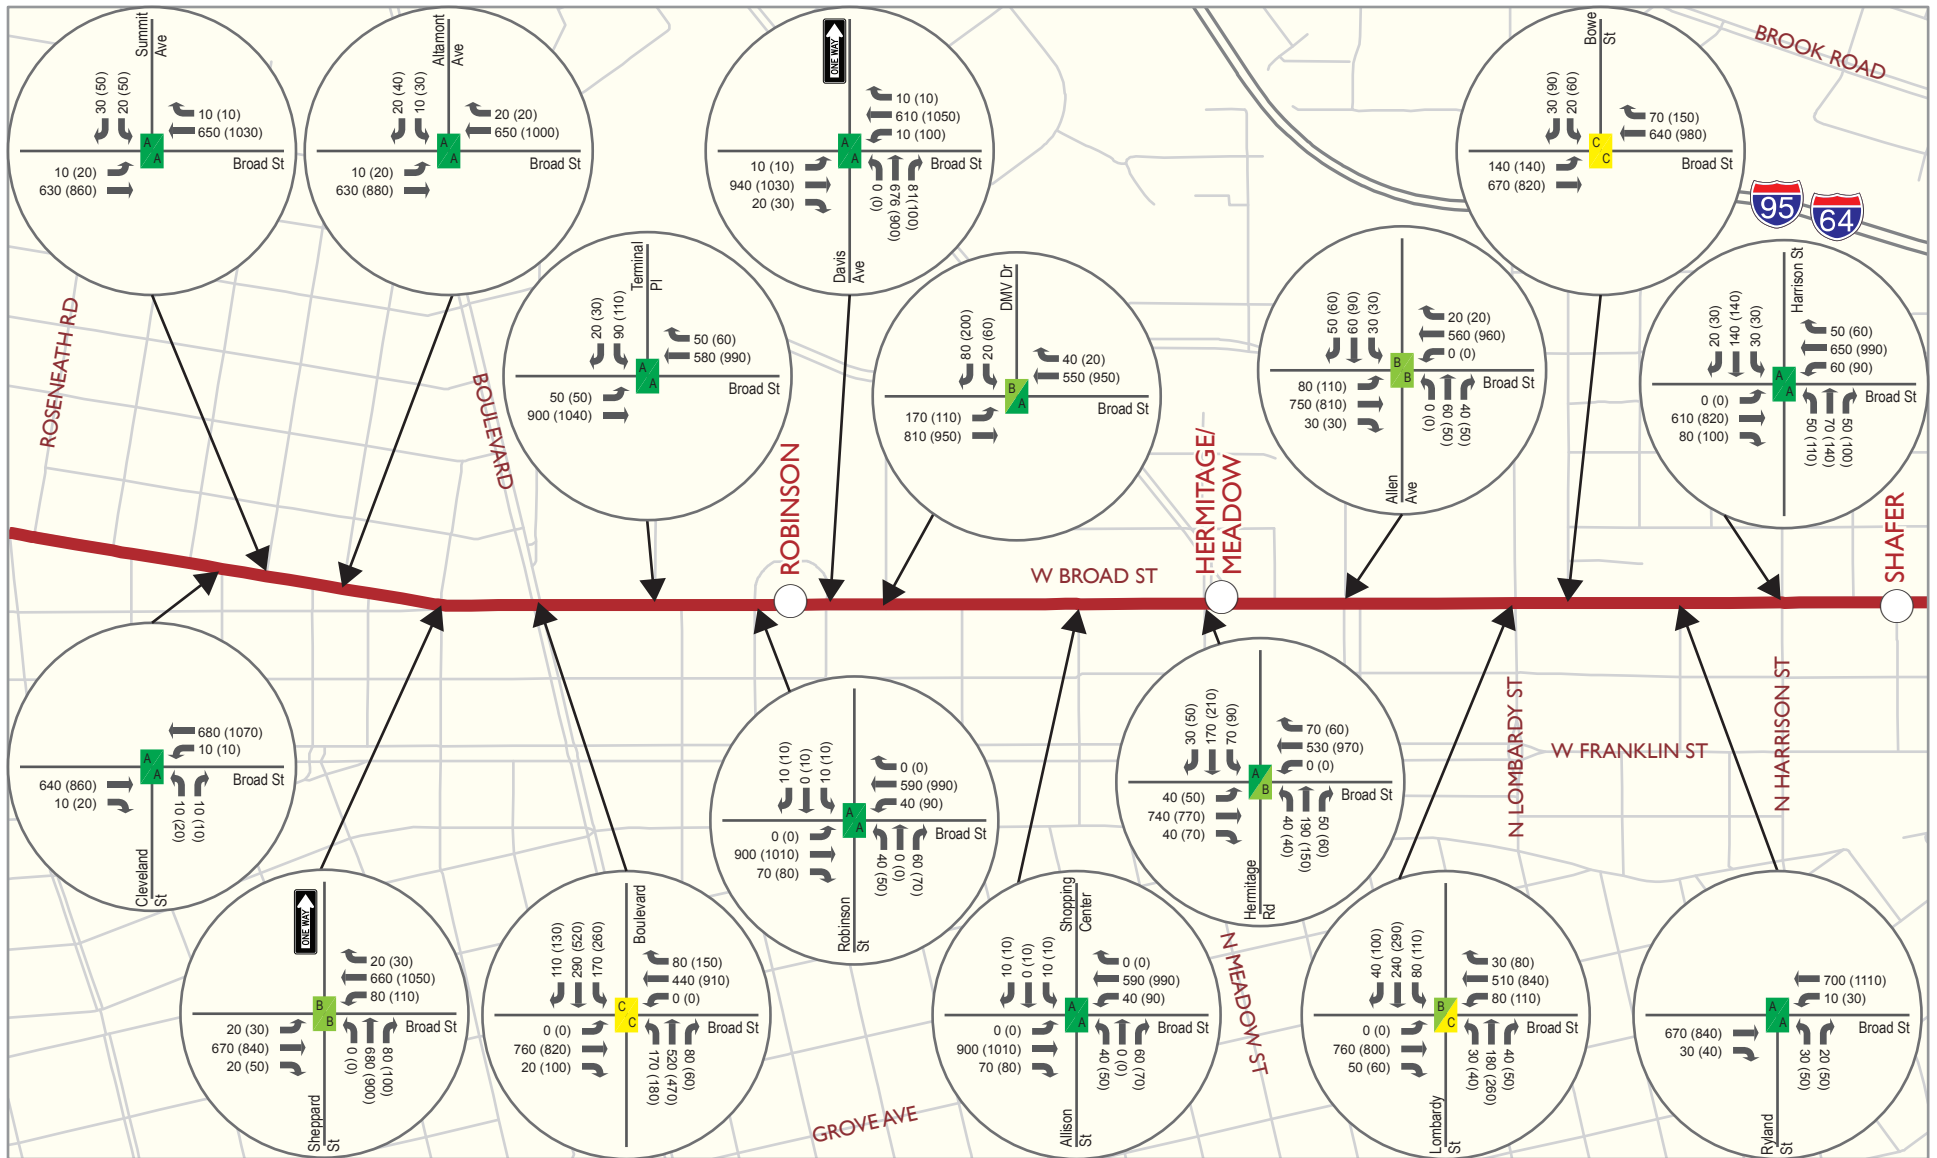 Summit
Ave
30 (50)
20 (50)
10 (10)
650 (1030)
A
A
Broad St
10 (20)
630 (860)
Altamont
Ave
20 (40)
10 (30)
20 (20)
650 (1000)
A
A
Broad St
10 (20)
630 (880)
ONE WAY
10 (10)
610 (1050)
10 (100)
A
A
Broad St
10 (10)
940 (1030)
20 (30)
0 (0)
676 (900)
811(100)
Davis
Ave
Bowe
St
30 (90)
20 (60)
70 (150)
640 (980)
C
C
Broad St
140 (140)
670 (820)
BROOK ROAD
95
64
Terminal
Pl
20 (30)
90 (110)
50 (60)
580 (990)
A
A
Broad St
50 (50)
900 (1040)
DMV Dr
80 (200)
20 (60)
40 (20)
550 (950)
B
A
Broad St
170 (110)
810 (950)
50 (60)
60 (90)
30 (30)
20 (20)
560 (960)
0 (0)
B
B
Broad St
80 (110)
750 (810)
30 (30)
0 (0)
60 (50)
40 (50)
Allen
Ave
Harrison St
20 (30)
140 (140)
30 (30)
50 (60)
650 (990)
60 (90)
A
A
Broad St
0 (0)
610 (820)
80 (100)
50 (110)
70 (140)
50 (100)
ROSENEATH RD
BOULEVARD
ROBINSON
HERMITAGE/
MEADOW
SHAFER
W BROAD ST
680 (1070)
10 (10)
A
A
Broad St
640 (860)
10 (20)
10 (20)
10 (10)
Cleveland
St
10 (10)
0 (10)
10 (10)
0 (0)
590 (990)
40 (90)
A
A
Broad St
0 (0)
900 (1010)
70 (80)
40 (50)
0 (0)
60 (70)
Robinson
St
30 (50)
170 (210)
70 (90)
70 (60)
530 (970)
0 (0)
A
B
Broad St
40 (50)
740 (770)
40 (70)
40 (40)
190 (150)
50 (60)
Hermitage
Rd
N LOMBARDY ST
W FRANKLIN ST
N HARRISON ST
ONE WAY
20 (30)
660 (1050)
80 (110)
B
B
Broad St
20 (30)
670 (840)
20 (50)
0 (0)
680 (900)
80 (100)
Sheppard
St
Boulevard
110 (130)
290 (520)
170 (260)
80 (150)
440 (910)
0 (0)
C
C
Broad St
0 (0)
760 (820)
20 (100)
170 (180)
520 (470)
80 (60)
Shopping
Center
10 (10)
0 (10)
10 (10)
0 (0)
590 (990)
40 (90)
A
A
Broad St
0 (0)
900 (1010)
70 (80)
40 (50)
0 (0)
60 (70)
Allison
St
N MEADOW ST
40 (100)
240 (290)
80 (110)
30 (80)
510 (840)
80 (110)
B
C
Broad St
0 (0)
760 (800)
50 (60)
30 (40)
180 (260)
40 (50)
Lombardy
St
700 (1110)
10 (30)
A
A
Broad St
670 (840)
30 (40)
30 (50)
20 (50)
Ryland
St
GROVE AVE